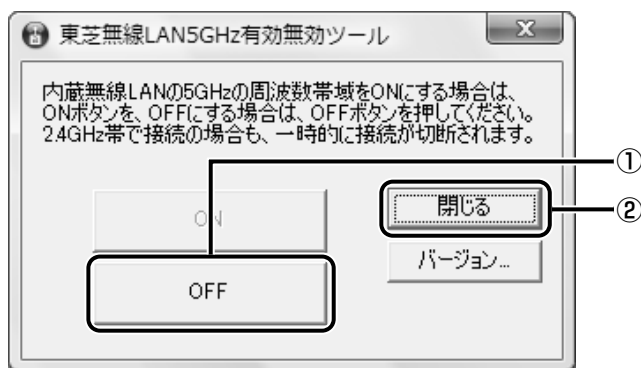 東芝無線LAN5GHz有効無効ツール
内蔵無線LANの5GHzの周波数帯域をONにする場合は、
ONボタンを、OFFにする場合は、OFFボタンを押してください。
2.4GHz帯で接続の場合も、一時的に接続が切断されます。
①
閉じる
②
ON
バージョン...
OFF